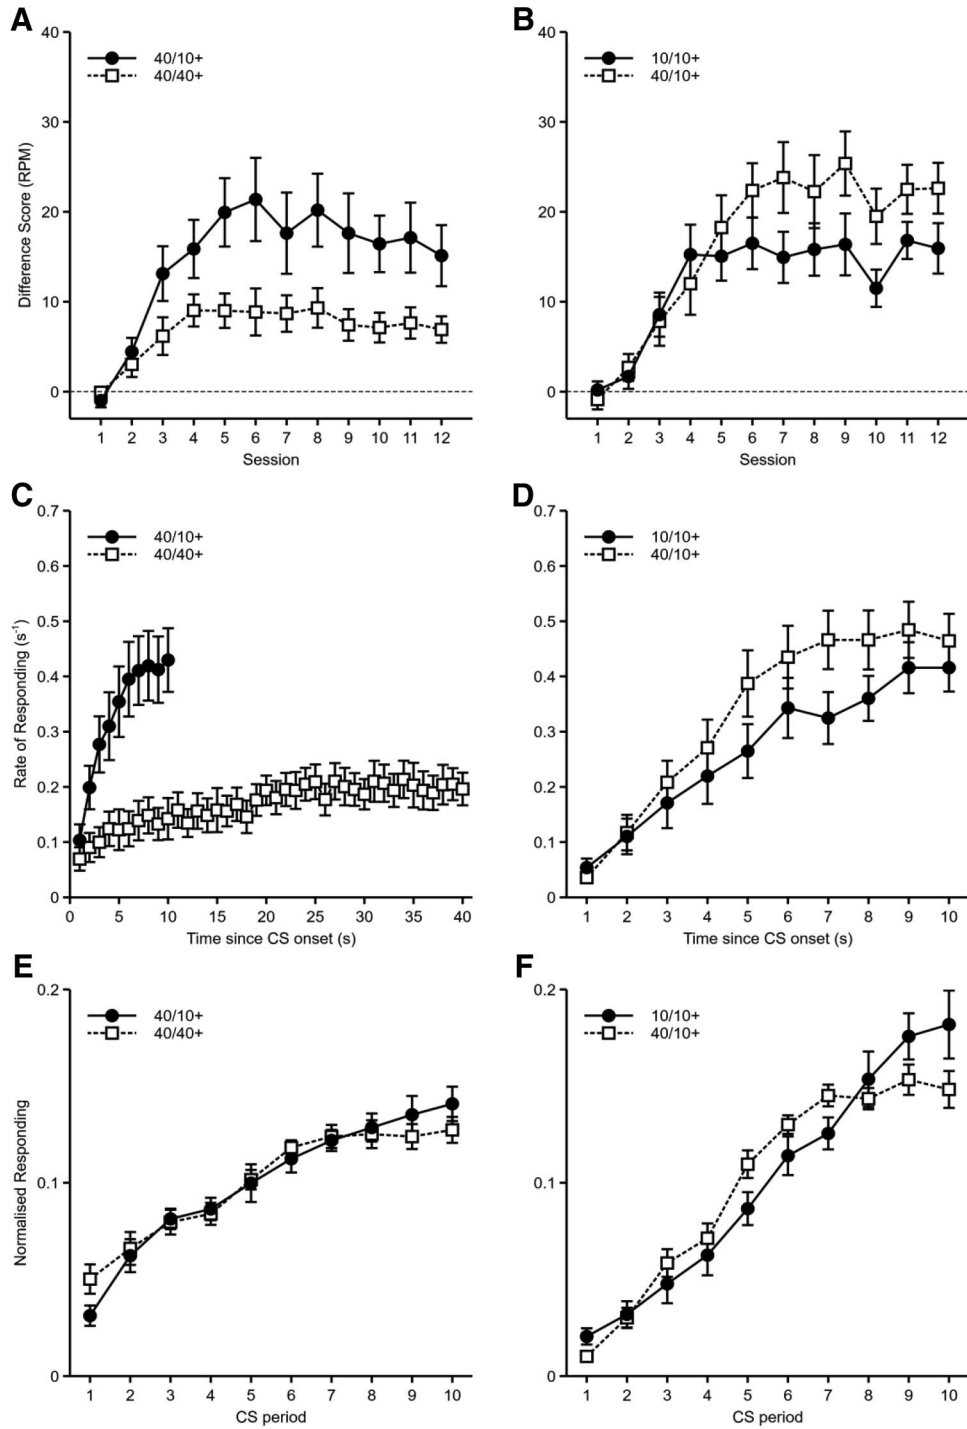 A
40
30
20
10
0
Difference Score (RPM)
40/10+
40/40+
1 2 3 4 5 6 7 8 9 10 11 12
Session
B
40
30
20
10
0
10/10+
40/10+
1 2 3 4 5 6 7 8 9 10 11 12
Session
C
0.7
0.6
0.5
0.4
0.3
0.2
0.1
0
Rate of Responding (s⁻¹)
40/10+
40/40+
0 5 10 15 20 25 30 35 40
Time since CS onset (s)
D
0.7
0.6
0.5
0.4
0.3
0.2
0.1
0
10/10+
40/10+
1 2 3 4 5 6 7 8 9 10
Time since CS onset (s)
E
0.2
0.1
0
Normalised Responding
40/10+
40/40+
1 2 3 4 5 6 7 8 9 10
CS period
F
0.2
0.1
0
10/10+
40/10+
1 2 3 4 5 6 7 8 9 10
CS period